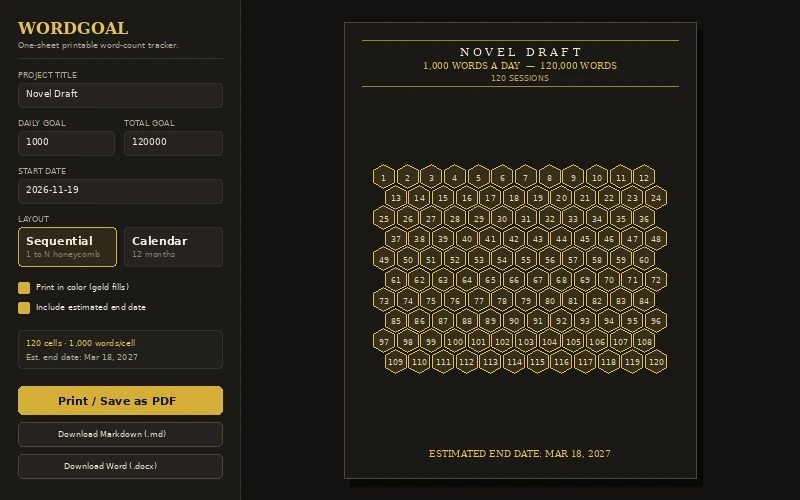 WORDGOAL
One-sheet printable word-count tracker.
PROJECT TITLE
Novel Draft
DAILY GOAL TOTAL GOAL
1000 120000
START DATE
2026-11-19
LAYOUT
Sequential Calendar
1 to N honeycomb 12 months
Print in color (gold fills)
Include estimated end date
120 cells · 1,000 words/cell
Est. end date: Mar 18, 2027
Print / Save as PDF
Download Markdown (.md)
Download Word (.docx)
NOVEL DRAFT
1,000 WORDS A DAY — 120,000 WORDS
120 SESSIONS
1 2 3 4 5 6 7 8 9 10 11 12
13 14 15 16 17 18 19 20 21 22 23 24
25 26 27 28 29 30 31 32 33 34 35 36
37 38 39 40 41 42 43 44 45 46 47 48
49 50 51 52 53 54 55 56 57 58 59 60
61 62 63 64 65 66 67 68 69 70 71 72
73 74 75 76 77 78 79 80 81 82 83 84
85 86 87 88 89 90 91 92 93 94 95 96
97 98 99 100 101 102 103 104 105 106 107 108
109 110 111 112 113 114 115 116 117 118 119 120
ESTIMATED END DATE: MAR 18, 2027